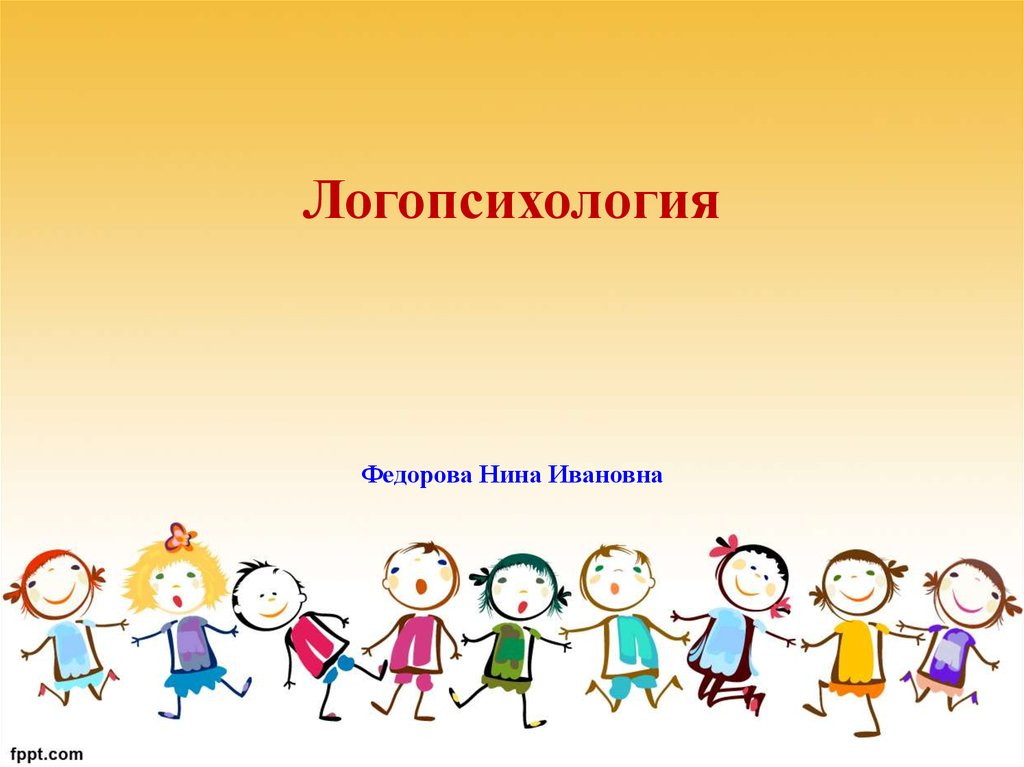 Логопсихология
Федорова Нина Ивановна
fppt.com